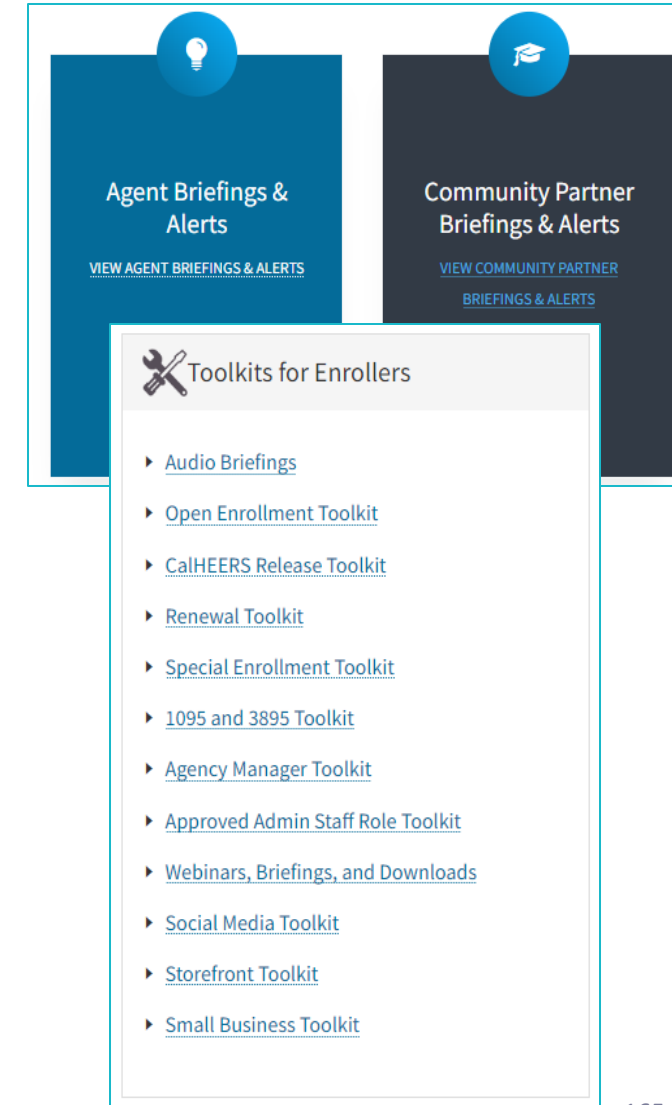 Agent Briefings &
Alerts
VIEW AGENT BRIEFINGS & ALERTS
Community Partner
Briefings & Alerts
VIEW COMMUNITY PARTNER
BRIEFINGS & ALERTS
Toolkits for Enrollers
Audio Briefings
Open Enrollment Toolkit
CalHEERS Release Toolkit
Renewal Toolkit
Special Enrollment Toolkit
1095 and 3895 Toolkit
Agency Manager Toolkit
Approved Admin Staff Role Toolkit
Webinars, Briefings, and Downloads
Social Media Toolkit
Storefront Toolkit
Small Business Toolkit